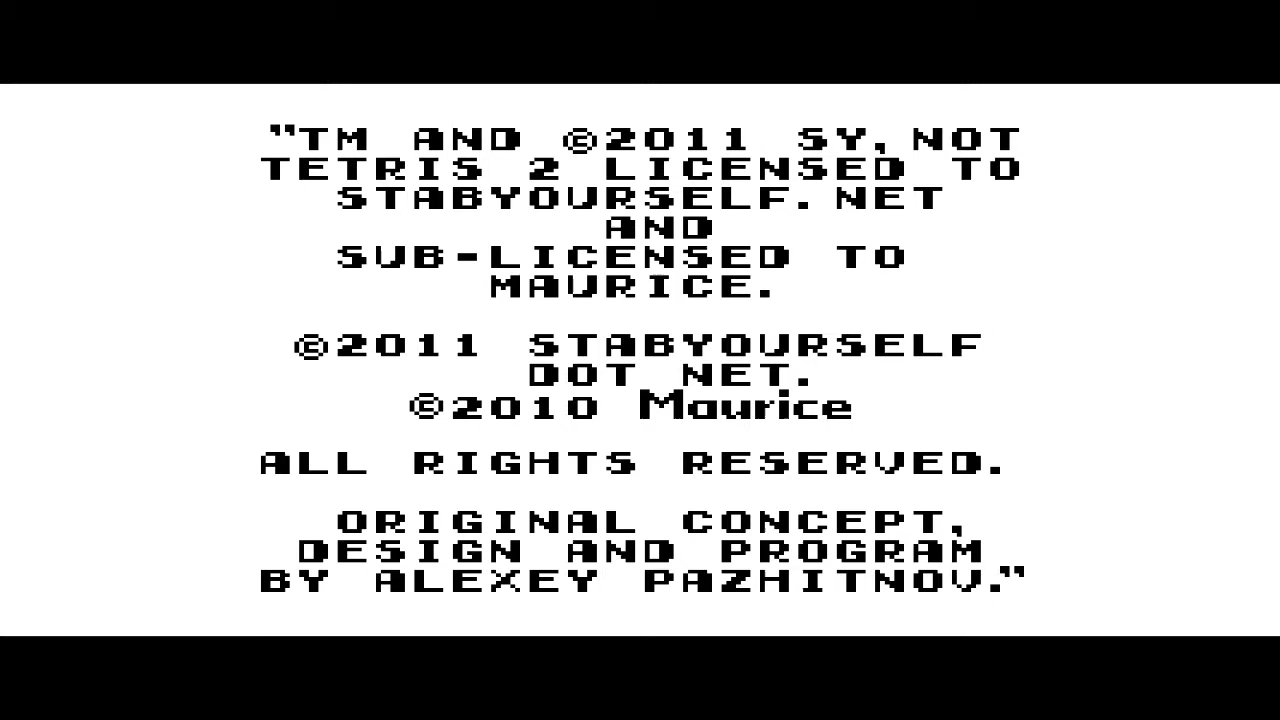 "TM AND ©2011 SY,NOT
TETRIS 2 LICENSED TO
STABYOURSELF.NET
AND
SUB-LICENSED TO
MAURICE.
©2011 STABYOURSELF
DOT NET.
©2010 Maurice
ALL RIGHTS RESERVED.
ORIGINAL CONCEPT,
DESIGN AND PROGRAM
BY ALEXEY PAZHITNOV."